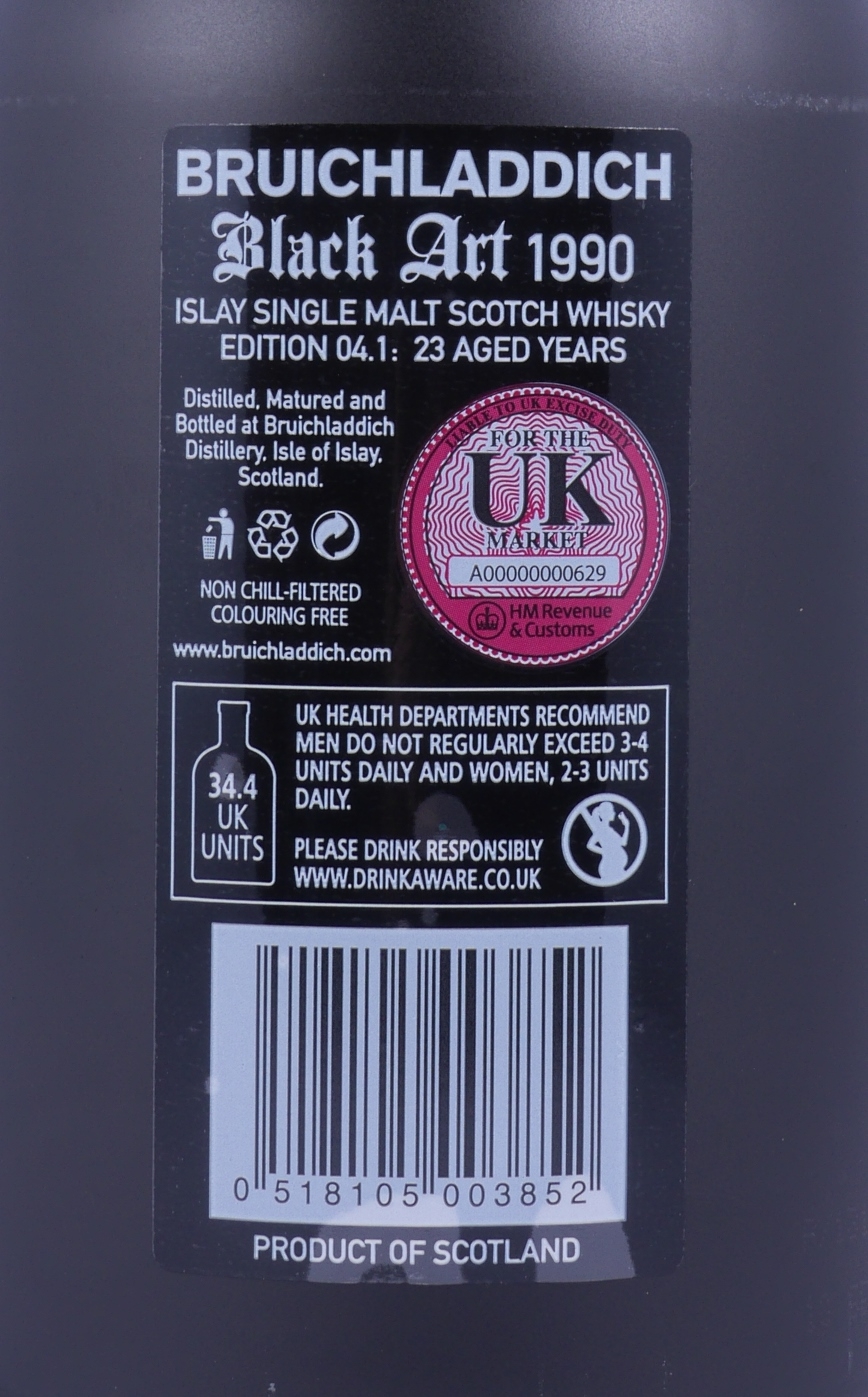 BRUICHLADDICH
Black Art 1990
ISLAY SINGLE MALT SCOTCH WHISKY
EDITION 04.1: 23 AGED YEARS
Distilled, Matured and
Bottled at Bruichladdich
Distillery, Isle of Islay,
Scotland.
NON CHILL-FILTERED
COLOURING FREE
www.bruichladdich.com
LIABLE TO UK EXCISE DUTY
FOR THE
UK
MARKET
A00000000629
HM Revenue
& Customs
34.4
UK
UNITS
UK HEALTH DEPARTMENTS RECOMMEND
MEN DO NOT REGULARLY EXCEED 3-4
UNITS DAILY AND WOMEN, 2-3 UNITS
DAILY.
PLEASE DRINK RESPONSIBLY
WWW.DRINKAWARE.CO.UK
0 518105 003852
PRODUCT OF SCOTLAND